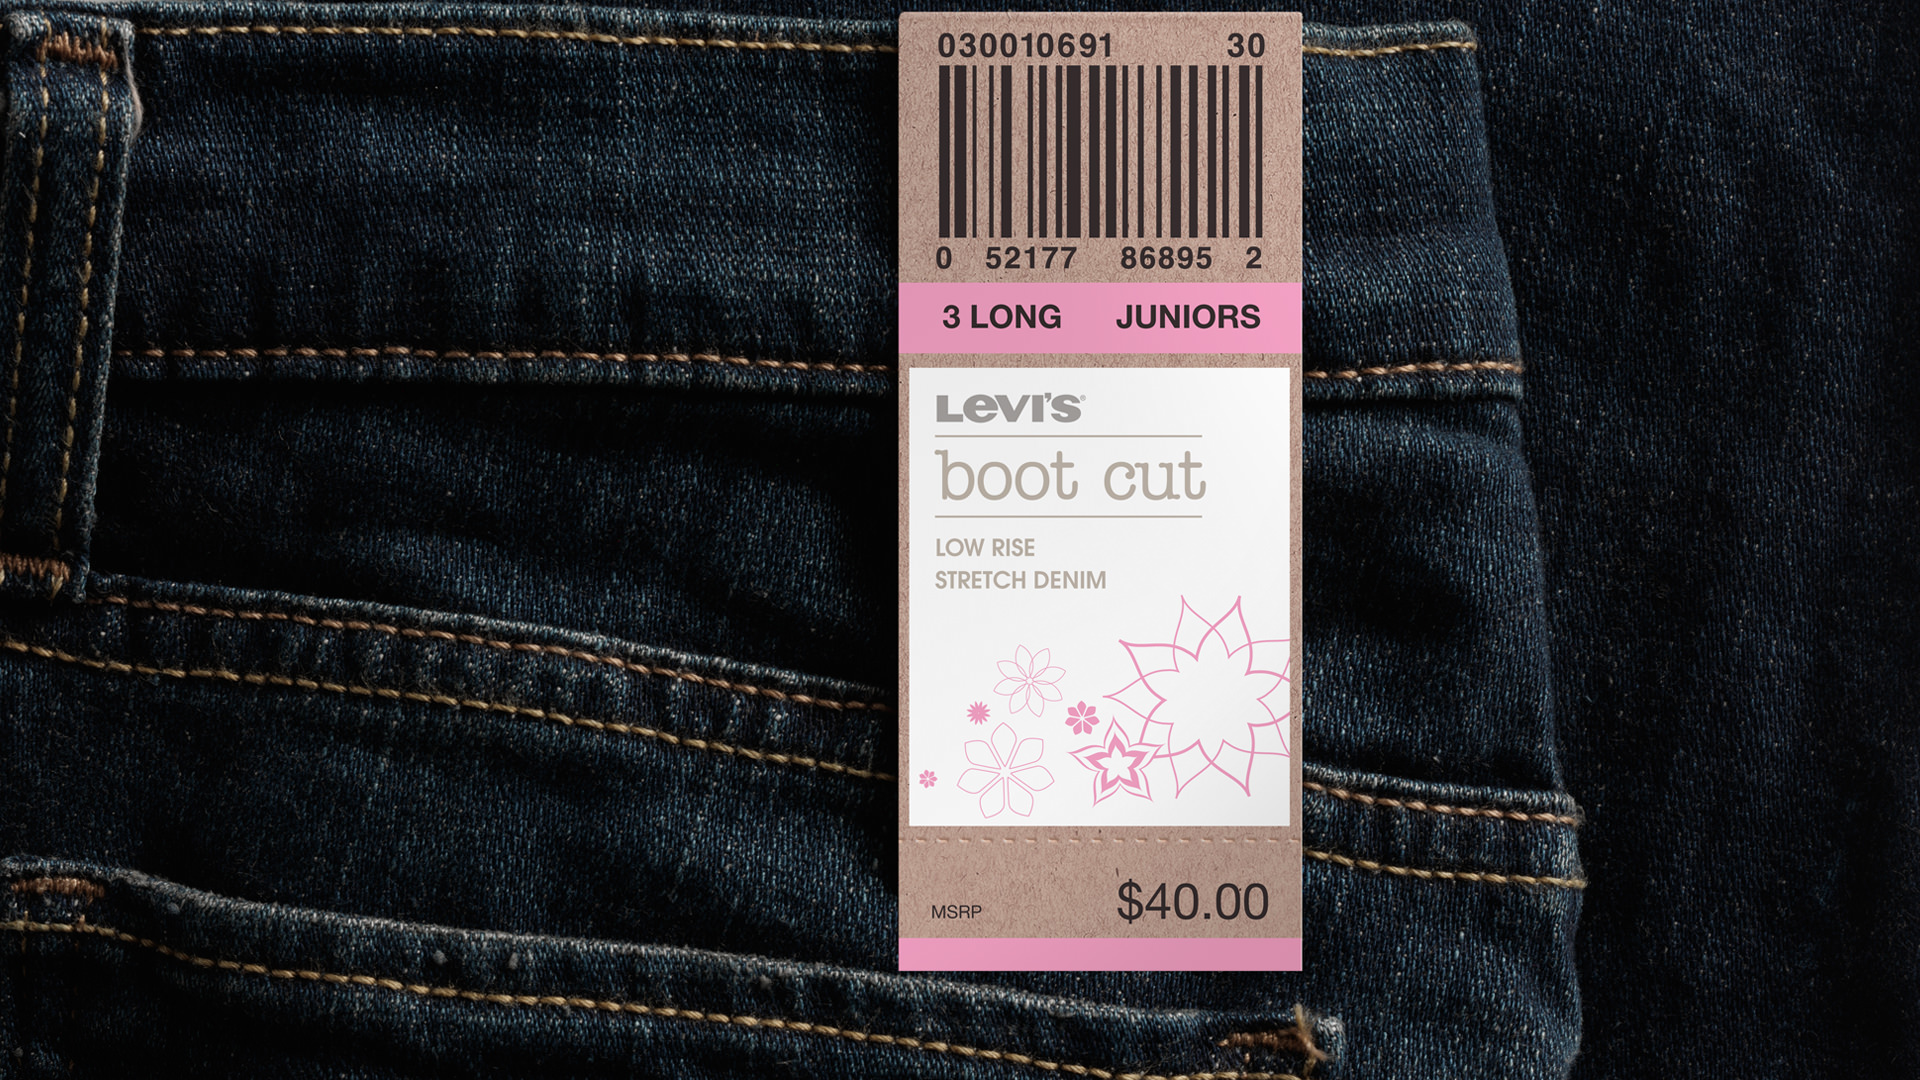 030010691 30
0 52177 86895 2
3 LONG JUNIORS
LEVI'S®
boot cut
LOW RISE
STRETCH DENIM
MSRP $40.00